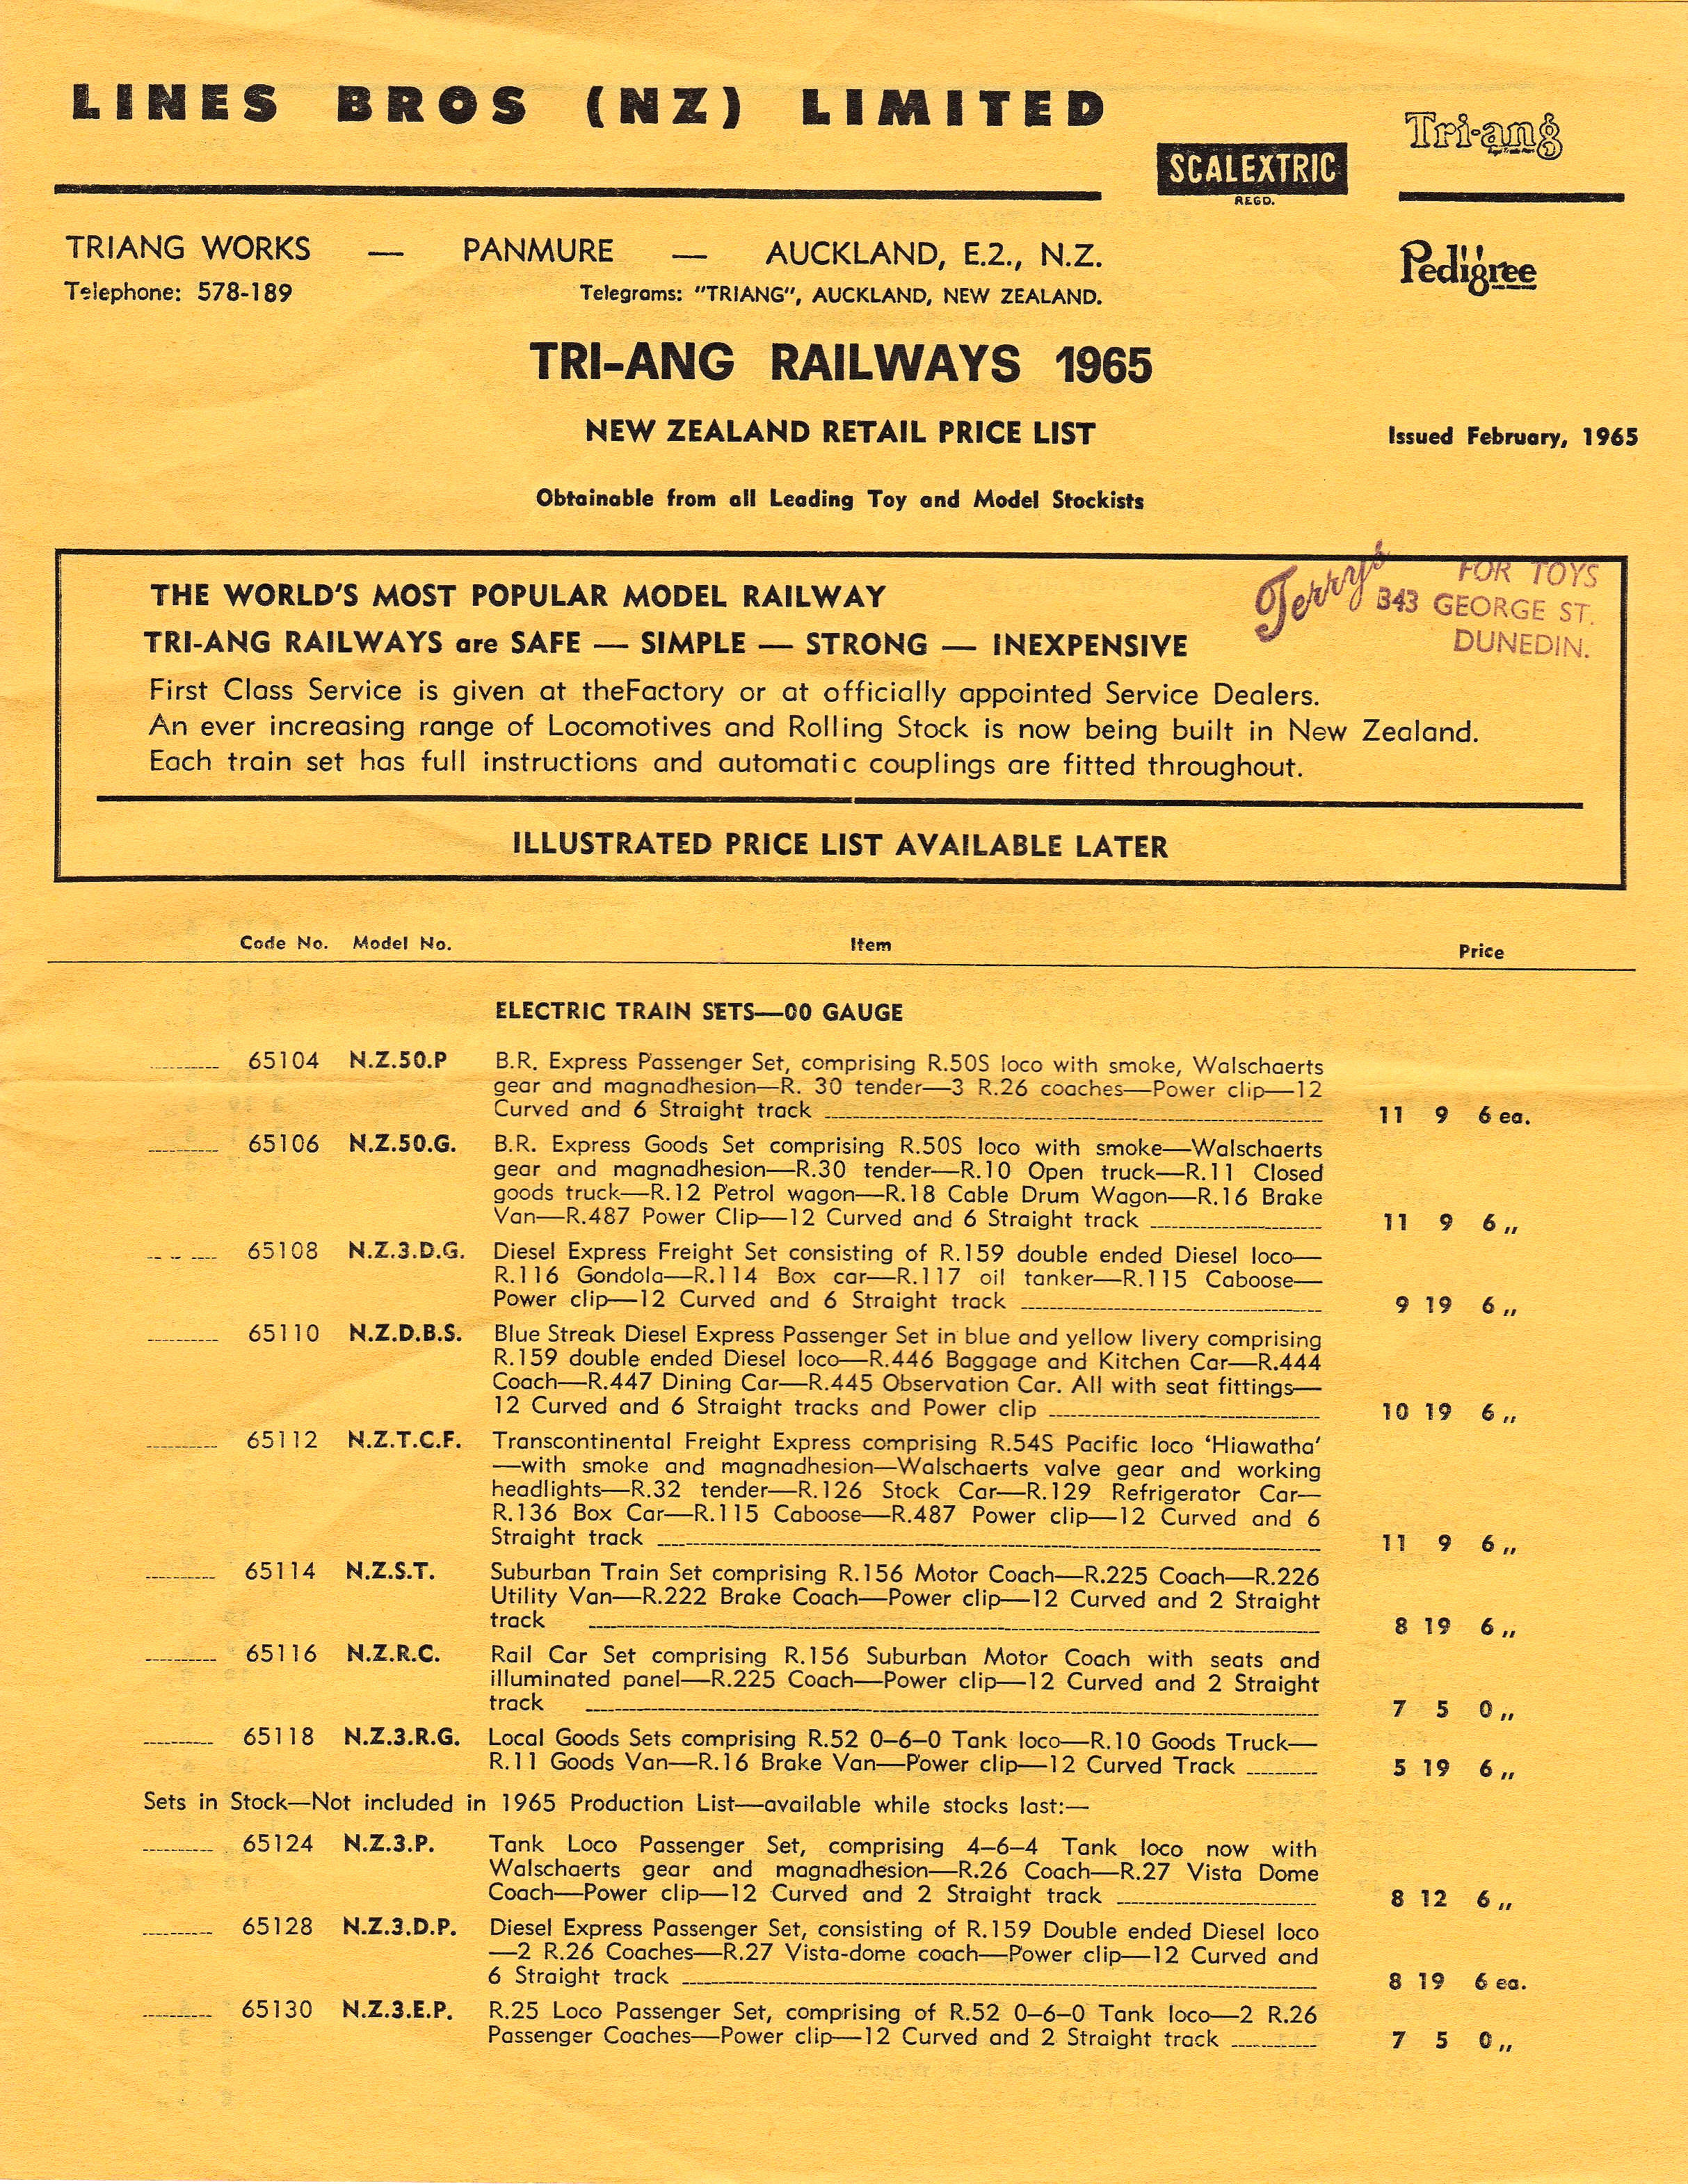 LINES BROS (NZ) LIMITED
SCALEXTRIC
REGD.
Tri-ang
TRIANG WORKS — PANMURE — AUCKLAND, E.2., N.Z.
Telephone: 578-189 Telegrams: "TRIANG", AUCKLAND, NEW ZEALAND.
Pedigree
TRI-ANG RAILWAYS 1965
NEW ZEALAND RETAIL PRICE LIST Issued February, 1965
Obtainable from all Leading Toy and Model Stockists
Terrys FOR TOYS
343 GEORGE ST.
DUNEDIN.
THE WORLD'S MOST POPULAR MODEL RAILWAY
TRI-ANG RAILWAYS are SAFE — SIMPLE — STRONG — INEXPENSIVE
First Class Service is given at theFactory or at officially appointed Service Dealers.
An ever increasing range of Locomotives and Rolling Stock is now being built in New Zealand.
Each train set has full instructions and automatic couplings are fitted throughout.
ILLUSTRATED PRICE LIST AVAILABLE LATER
Code No. Model No. Item Price
ELECTRIC TRAIN SETS—00 GAUGE
65104 N.Z.50.P B.R. Express Passenger Set, comprising R.50S loco with smoke, Walschaerts
gear and magnadhesion—R. 30 tender—3 R.26 coaches—Power clip—12
Curved and 6 Straight track 11 9 6 ea.
65106 N.Z.50.G. B.R. Express Goods Set comprising R.50S loco with smoke—Walschaerts
gear and magnadhesion—R.30 tender—R.10 Open truck—R.11 Closed
goods truck—R.12 Petrol wagon—R.18 Cable Drum Wagon—R.16 Brake
Van—R.487 Power Clip—12 Curved and 6 Straight track 11 9 6 ,,
65108 N.Z.3.D.G. Diesel Express Freight Set consisting of R.159 double ended Diesel loco—
R.116 Gondola—R.114 Box car—R.117 oil tanker—R.115 Caboose—
Power clip—12 Curved and 6 Straight track 9 19 6 ,,
65110 N.Z.D.B.S. Blue Streak Diesel Express Passenger Set in blue and yellow livery comprising
R.159 double ended Diesel loco—R.446 Baggage and Kitchen Car—R.444
Coach—R.447 Dining Car—R.445 Observation Car. All with seat fittings—
12 Curved and 6 Straight tracks and Power clip 10 19 6 ,,
65112 N.Z.T.C.F. Transcontinental Freight Express comprising R.54S Pacific loco 'Hiawatha'
—with smoke and magnadhesion—Walschaerts valve gear and working
headlights—R.32 tender—R.126 Stock Car—R.129 Refrigerator Car—
R.136 Box Car—R.115 Caboose—R.487 Power clip—12 Curved and 6
Straight track 11 9 6 ,,
65114 N.Z.S.T. Suburban Train Set comprising R.156 Motor Coach—R.225 Coach—R.226
Utility Van—R.222 Brake Coach—Power clip—12 Curved and 2 Straight
track 8 19 6 ,,
65116 N.Z.R.C. Rail Car Set comprising R.156 Suburban Motor Coach with seats and
illuminated panel—R.225 Coach—Power clip—12 Curved and 2 Straight
track 7 5 0 ,,
65118 N.Z.3.R.G. Local Goods Sets comprising R.52 0–6–0 Tank loco—R.10 Goods Truck—
R.11 Goods Van—R.16 Brake Van—Power clip—12 Curved Track 5 19 6 ,,
Sets in Stock—Not included in 1965 Production List—available while stocks last:—
65124 N.Z.3.P. Tank Loco Passenger Set, comprising 4–6–4 Tank loco now with
Walschaerts gear and magnadhesion—R.26 Coach—R.27 Vista Dome
Coach—Power clip—12 Curved and 2 Straight track 8 12 6 ,,
65128 N.Z.3.D.P. Diesel Express Passenger Set, consisting of R.159 Double ended Diesel loco
—2 R.26 Coaches—R.27 Vista-dome coach—Power clip—12 Curved and
6 Straight track 8 19 6 ea.
65130 N.Z.3.E.P. R.25 Loco Passenger Set, comprising of R.52 0–6–0 Tank loco—2 R.26
Passenger Coaches—Power clip—12 Curved and 2 Straight track 7 5 0 ,,